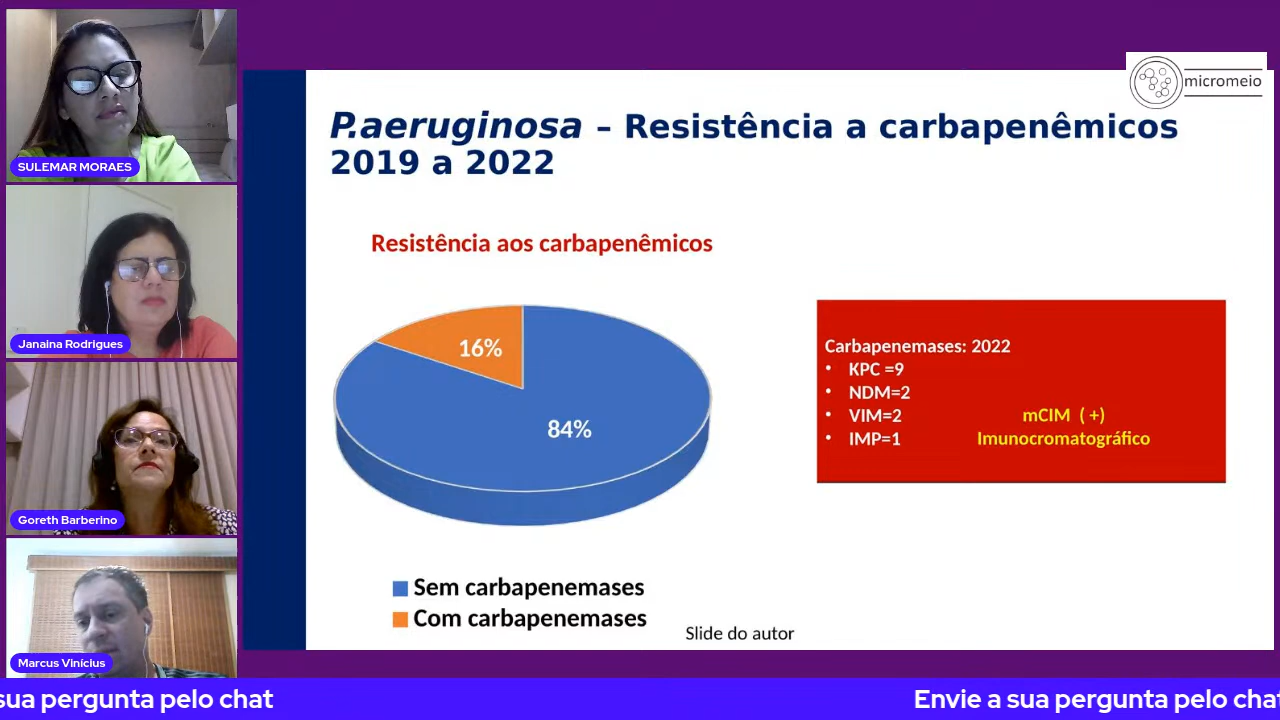 micromeio
P.aeruginosa – Resistência a carbapenêmicos
2019 a 2022
Resistência aos carbapenêmicos
16%
84%
Sem carbapenemases
Com carbapenemases
Slide do autor
Carbapenemases: 2022
• KPC =9
• NDM=2
• VIM=2 mCIM ( +)
• IMP=1 Imunocromatográfico
SULEMAR MORAES
Janaina Rodrigues
Goreth Barberino
Marcus Vinícius
sua pergunta pelo chat Envie a sua pergunta pelo chat